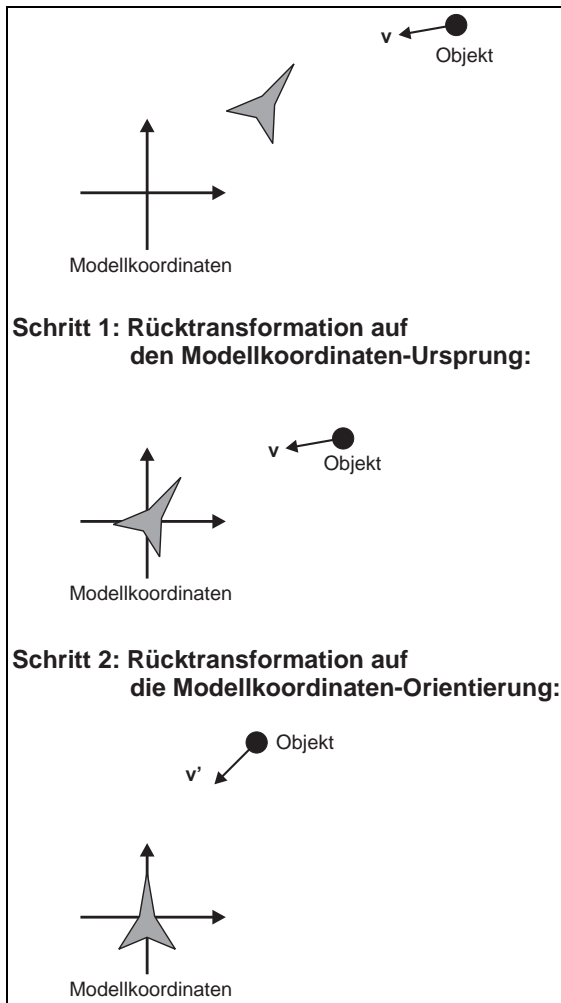 v
Objekt
Modellkoordinaten
Schritt 1: Rücktransformation auf
den Modellkoordinaten-Ursprung:
v
Objekt
Modellkoordinaten
Schritt 2: Rücktransformation auf
die Modellkoordinaten-Orientierung:
Objekt
v’
Modellkoordinaten